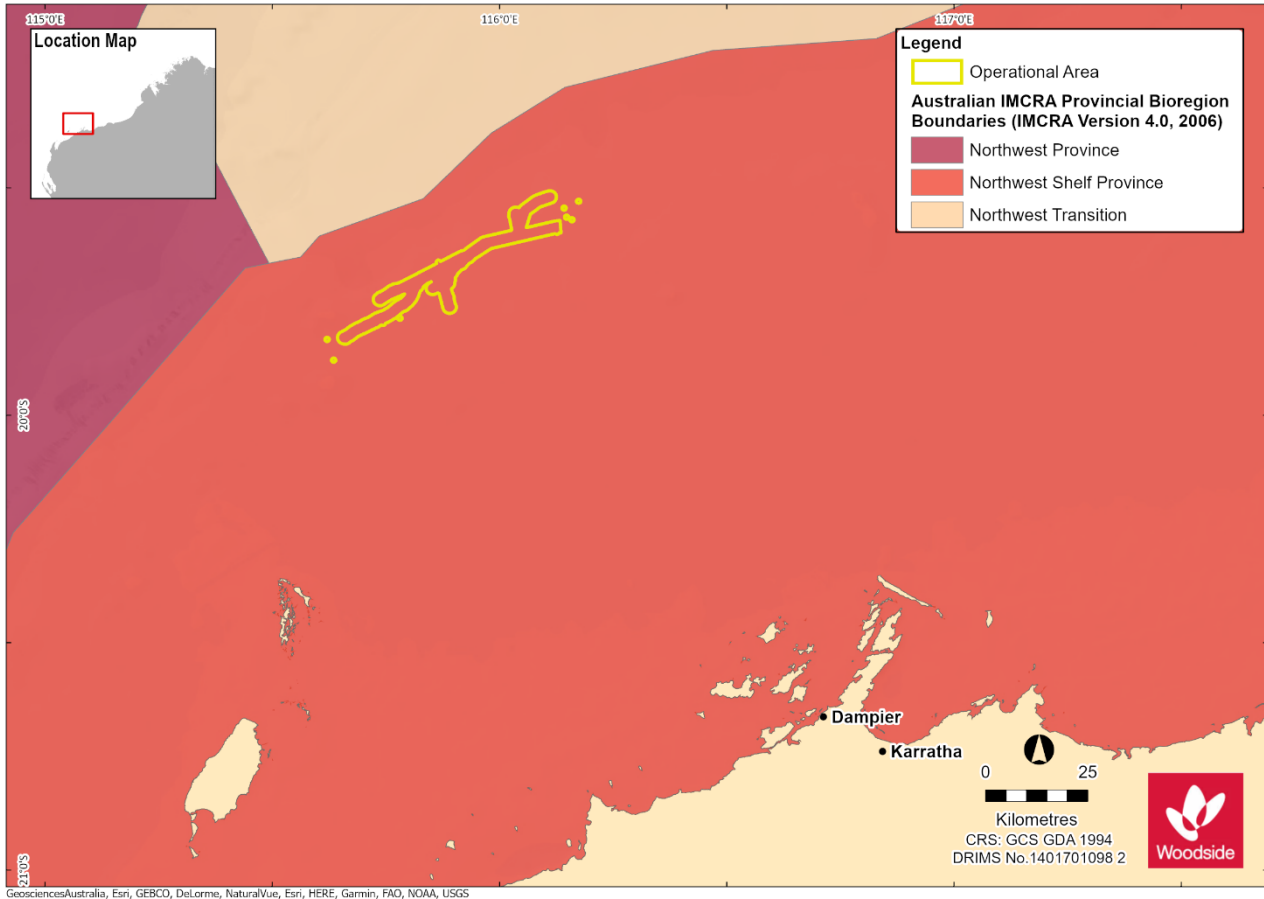 115°0'E
116°0'E
117°0'E
Location Map
Legend
Operational Area
Australian IMCRA Provincial Bioregion
Boundaries (IMCRA Version 4.0, 2006)
Northwest Province
Northwest Shelf Province
Northwest Transition
20°0'S
Dampier
Karratha
0 25
Kilometres
CRS: GCS GDA 1994
DRIMS No.1401701098 2
Woodside
21°0'S
GeosciencesAustralia, Esri, GEBCO, DeLorme, NaturalVue, Esri, HERE, Garmin, FAO, NOAA, USGS